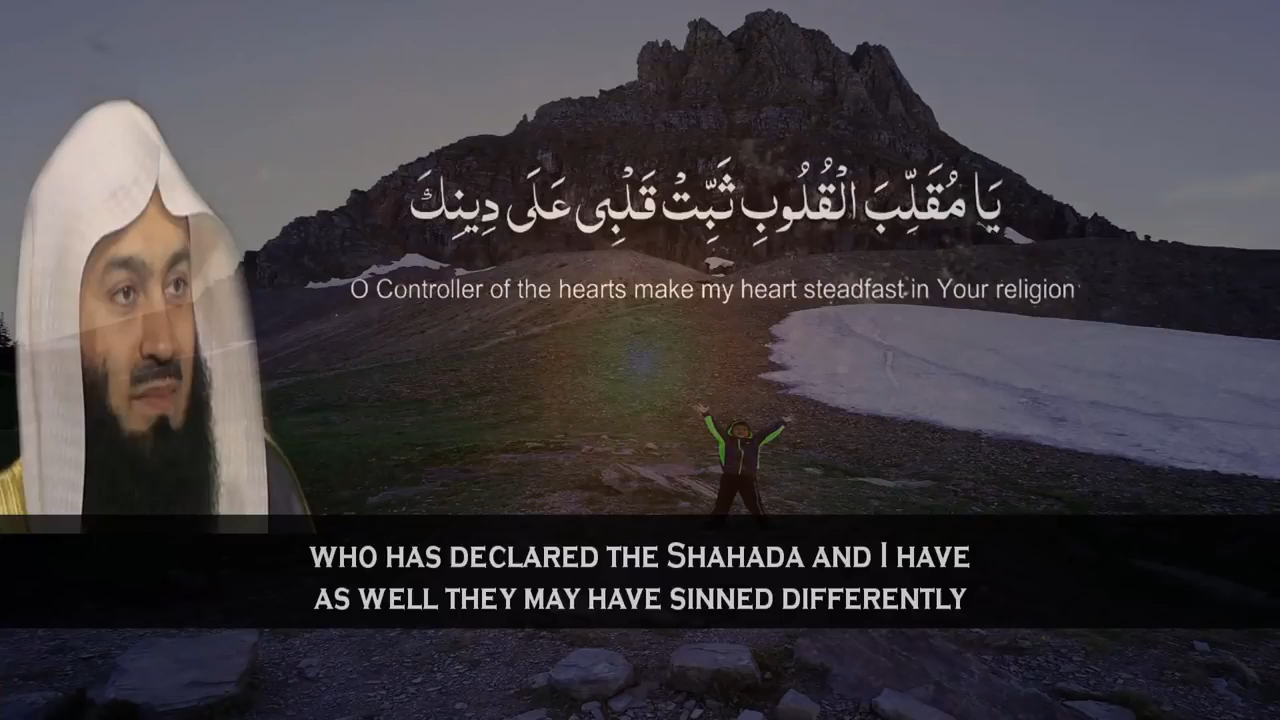 يَا مُقَلِّبَ الْقُلُوبِ ثَبِّتْ قَلْبِى عَلَى دِينِكَ
O Controller of the hearts make my heart steadfast in Your religion
WHO HAS DECLARED THE SHAHADA AND I HAVE
AS WELL THEY MAY HAVE SINNED DIFFERENTLY